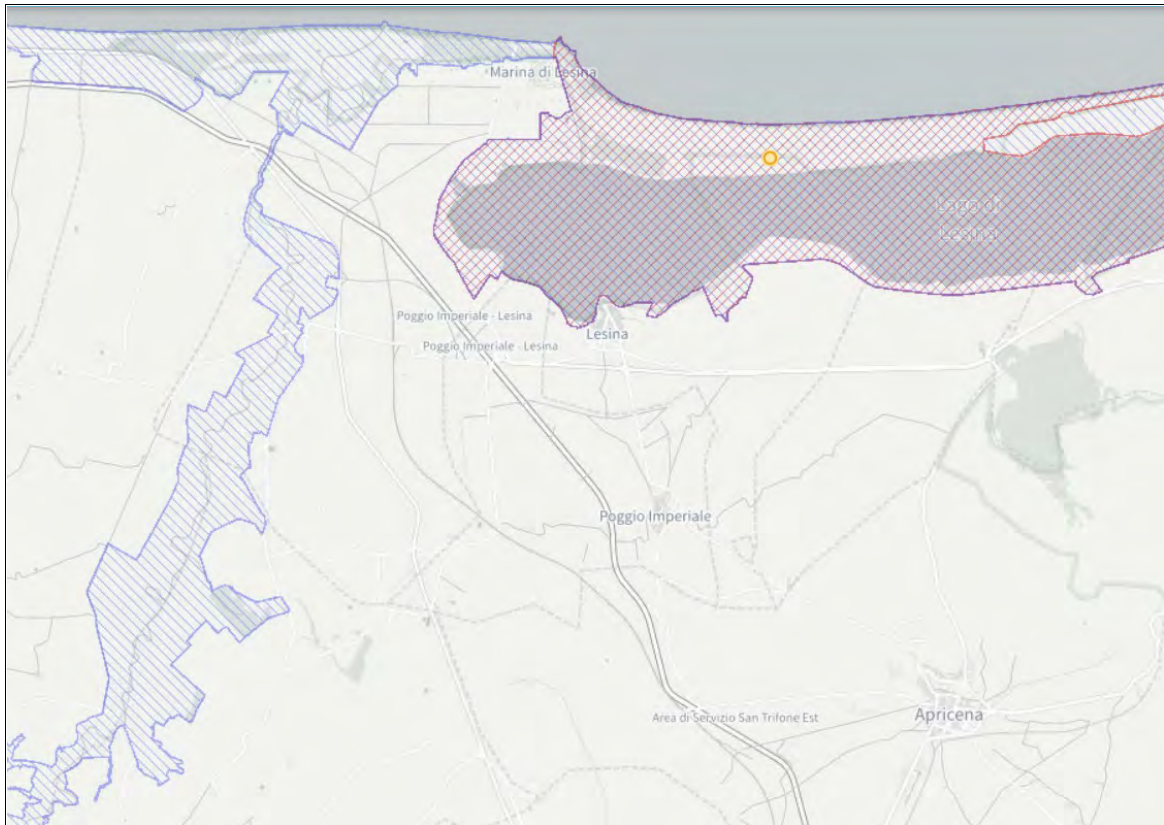 Marina di Lesina
Lago di
Lesina
Poggio Imperiale - Lesina
Lesina
Poggio Imperiale - Lesina
Poggio Imperiale
Area di Servizio San Trifone Est
Apricena